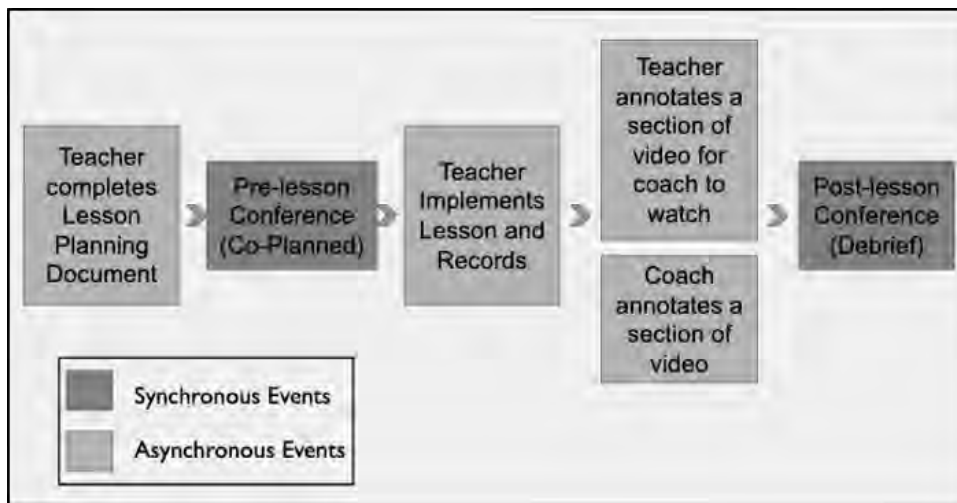 Teacher
completes
Lesson
Planning
Document
Pre-lesson
Conference
(Co-Planned)
Teacher
Implements
Lesson and
Records
Teacher
annotates a
section of
video for
coach to
watch
Coach
annotates a
section of
video
Post-lesson
Conference
(Debrief)
Synchronous Events
Asynchronous Events